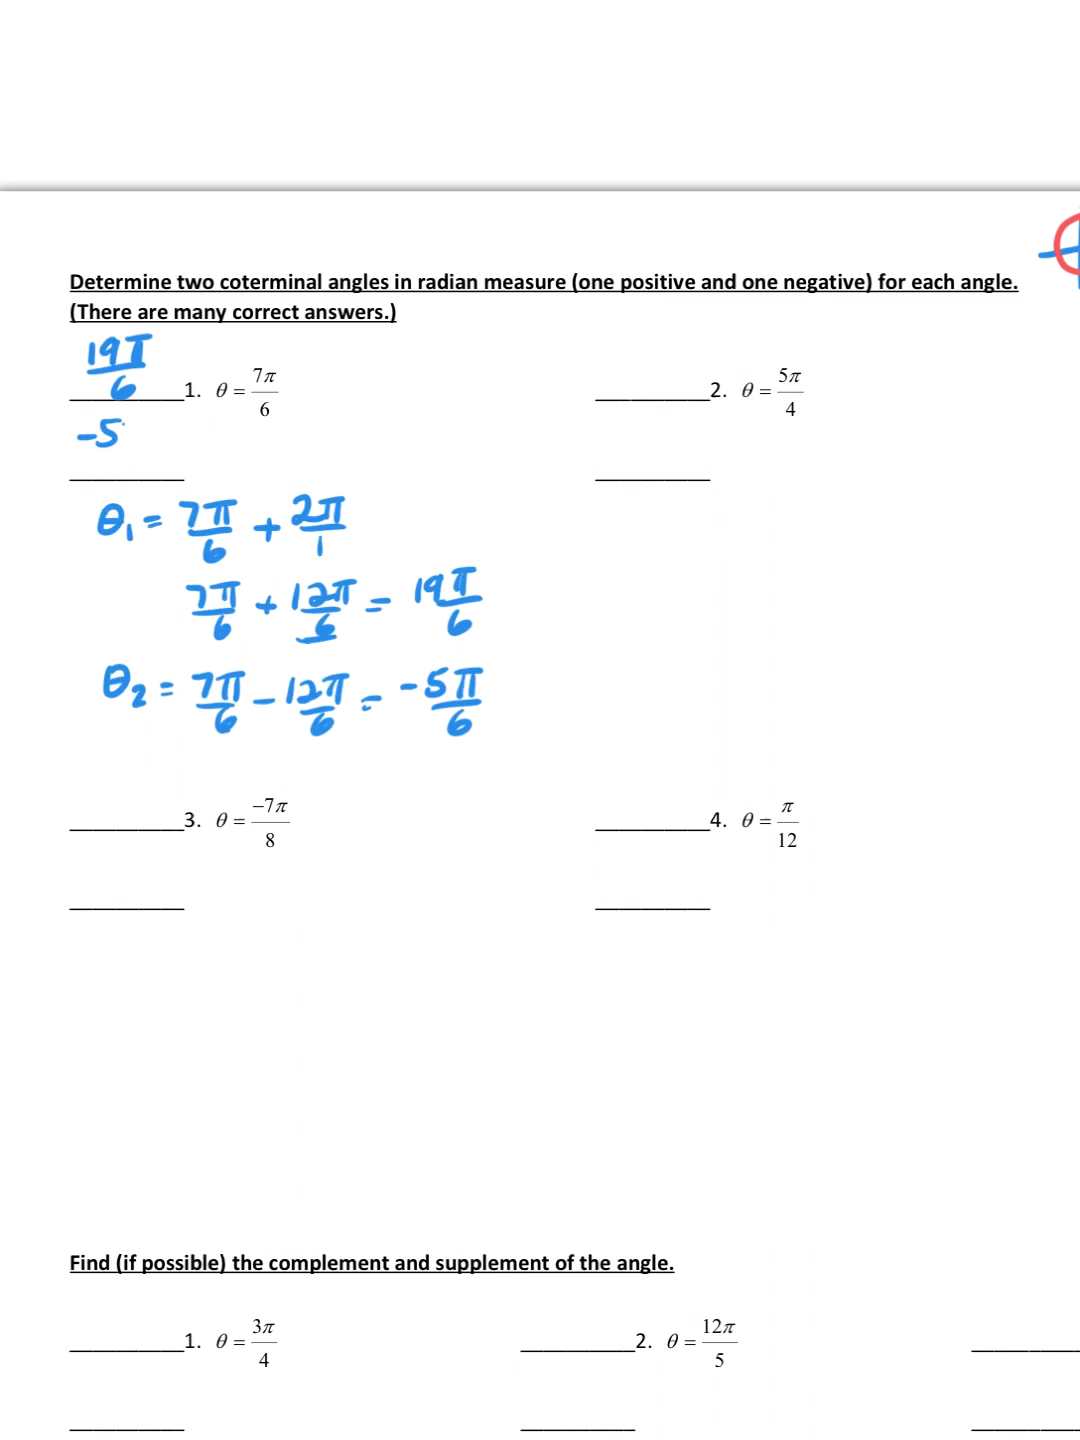 Determine two coterminal angles in radian measure (one positive and one negative) for each angle.
(There are many correct answers.)
19π/6
__________1. θ = 7π/6
__________2. θ = 5π/4
-5
θ₁ = 7π/6 + 2π/1
7π/6 + 12π/6 = 19π/6
θ₂ = 7π/6 - 12π/6 = -5π/6
__________3. θ = −7π/8
__________4. θ = π/12
Find (if possible) the complement and supplement of the angle.
__________1. θ = 3π/4
__________2. θ = 12π/5